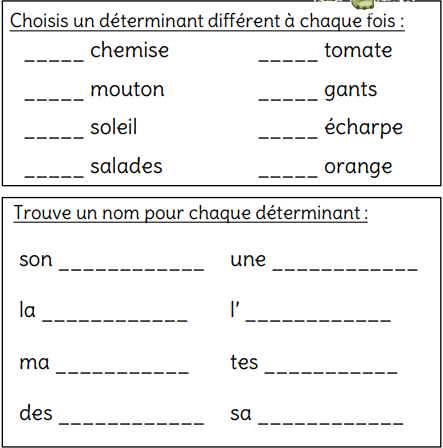 Choisis un déterminant différent à chaque fois :
_____ chemise _____ tomate
_____ mouton _____ gants
_____ soleil _____ écharpe
_____ salades _____ orange
Trouve un nom pour chaque déterminant :
son ____________ une ____________
la ____________ l' ____________
ma ___________ tes ___________
des ____________ sa ____________